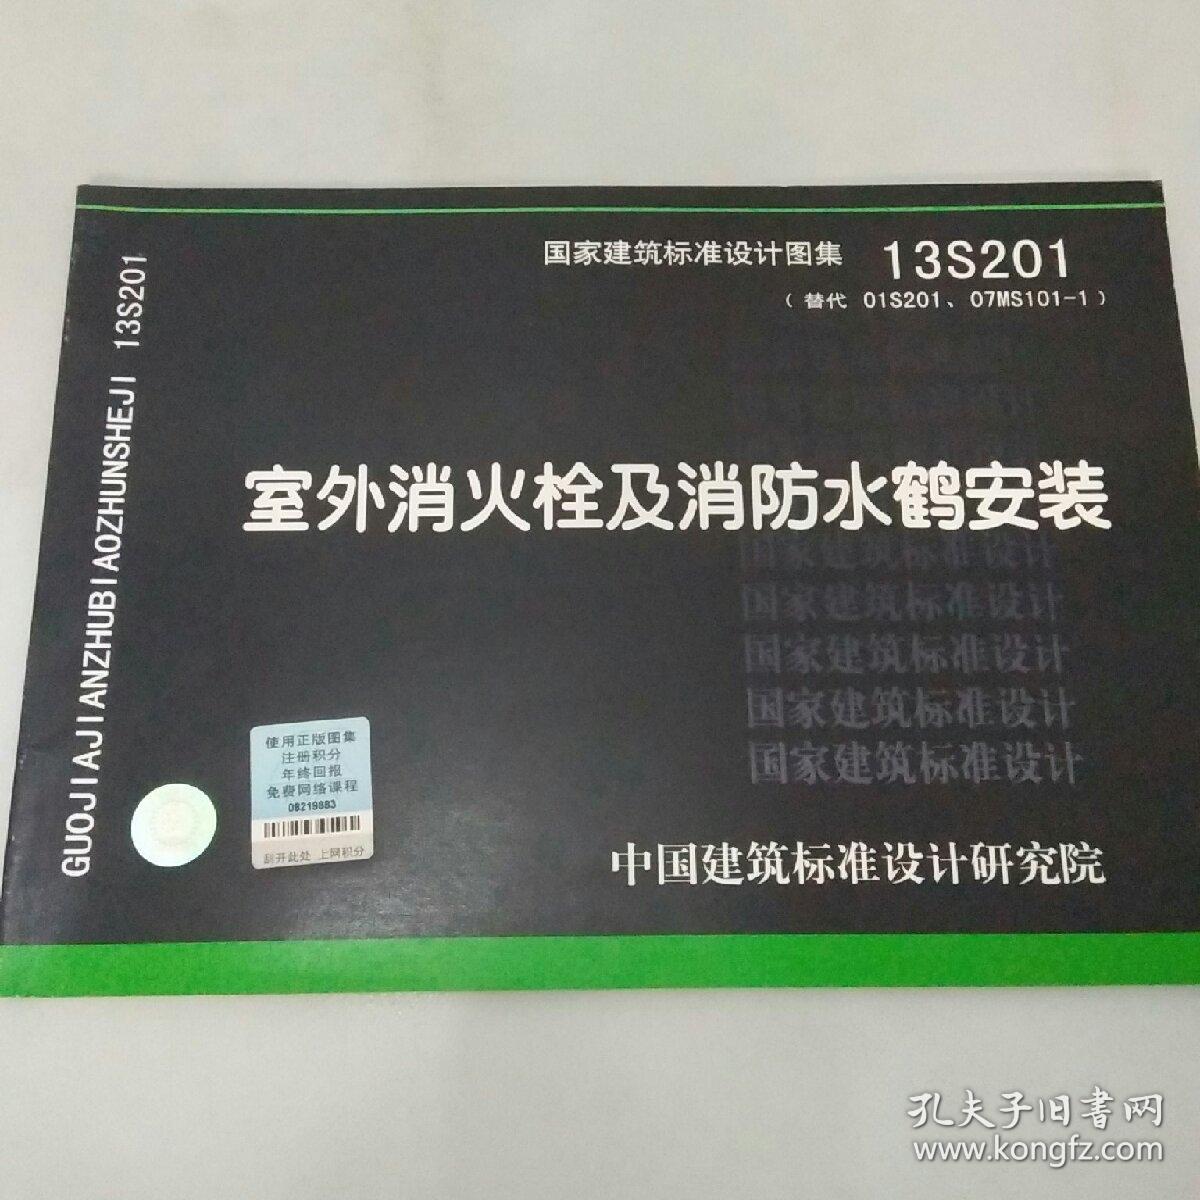 国家建筑标准设计图集 13S201
（替代 01S201、07MS101-1）
GUOJIAJIANZHUBIAOZHUNSHEJI 13S201
室外消火栓及消防水鹤安装
国家建筑标准设计
国家建筑标准设计
国家建筑标准设计
国家建筑标准设计
国家建筑标准设计
使用正版图集
注册积分
年终回报
免费网络课程
08219883
刮开此处 上网积分
中国建筑标准设计研究院
孔夫子旧书网
www.kongfz.com